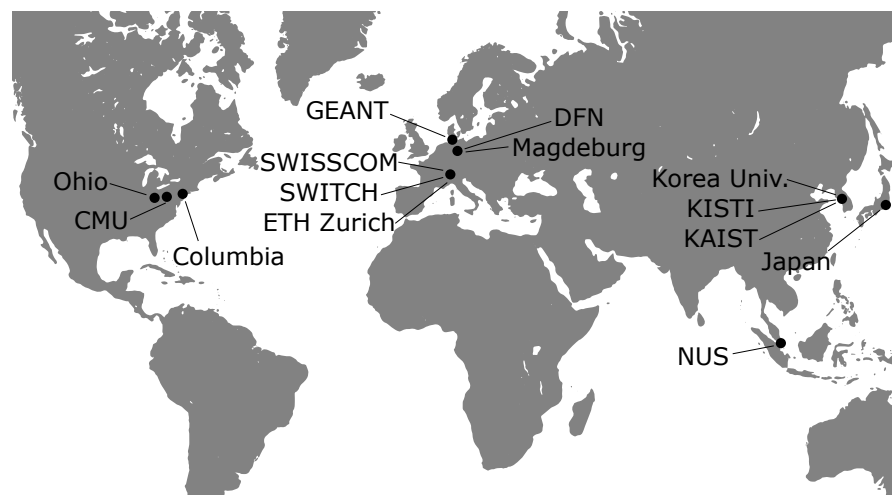 GEANT
DFN
Magdeburg
SWISSCOM
SWITCH
ETH Zurich
Ohio
CMU
Columbia
Korea Univ.
KISTI
KAIST
Japan
NUS